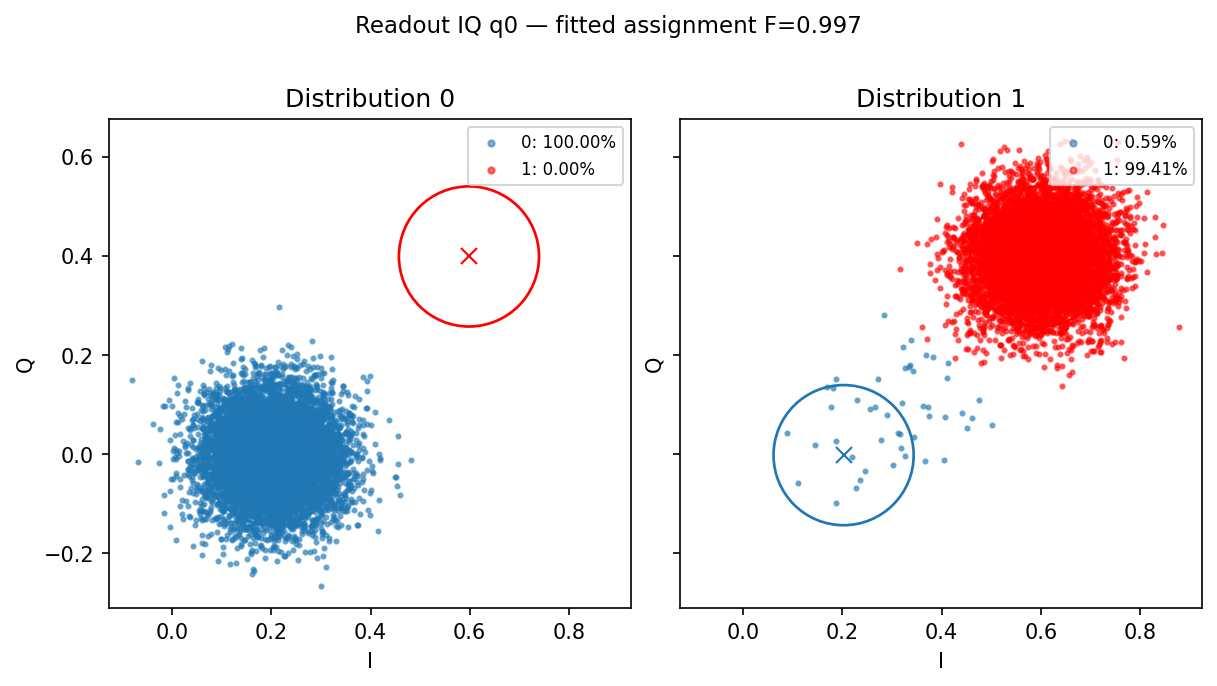 Readout IQ q0 — fitted assignment F=0.997
Distribution 0
0: 100.00%
1: 0.00%
Q
0.6
0.4
0.2
0.0
−0.2
0.0 0.2 0.4 0.6 0.8
I
Distribution 1
0: 0.59%
1: 99.41%
Q
0.0 0.2 0.4 0.6 0.8
I